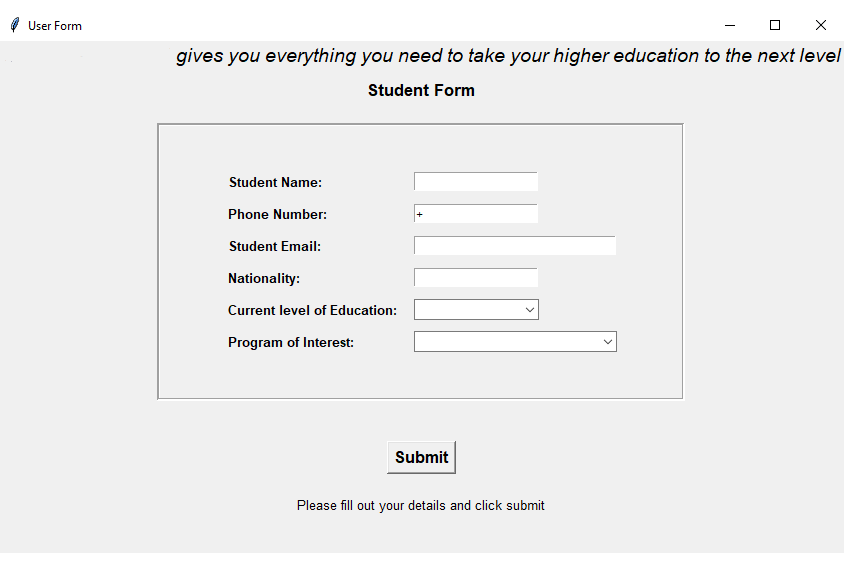 User Form
gives you everything you need to take your higher education to the next level
Student Form
Student Name:
Phone Number: +
Student Email:
Nationality:
Current level of Education:
Program of Interest:
Submit
Please fill out your details and click submit